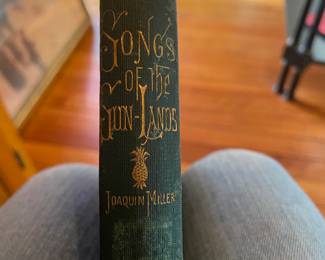 SONGS
OF the
SUN-LANDS
JOAQUIN MILLER